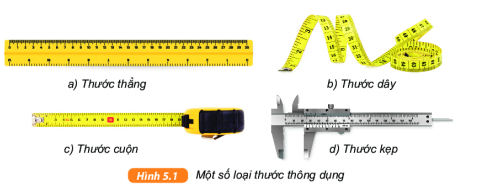 a) Thước thẳng
b) Thước dây
c) Thước cuộn
d) Thước kẹp
Hình 5.1 Một số loại thước thông dụng